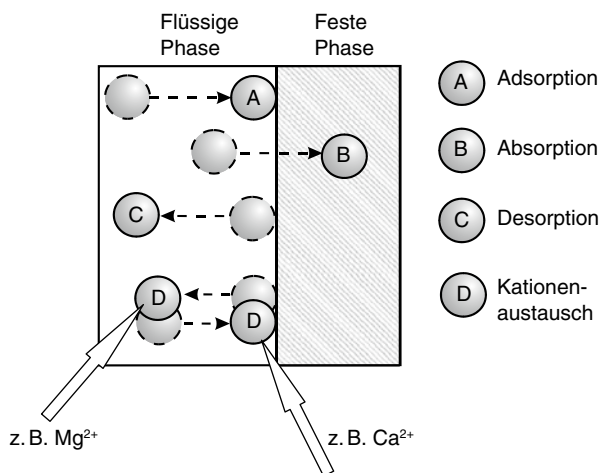 Flüssige
Phase
Feste
Phase
A
B
C
D
D
A Adsorption
B Absorption
C Desorption
D Kationen-
austausch
z. B. Mg²⁺
z. B. Ca²⁺